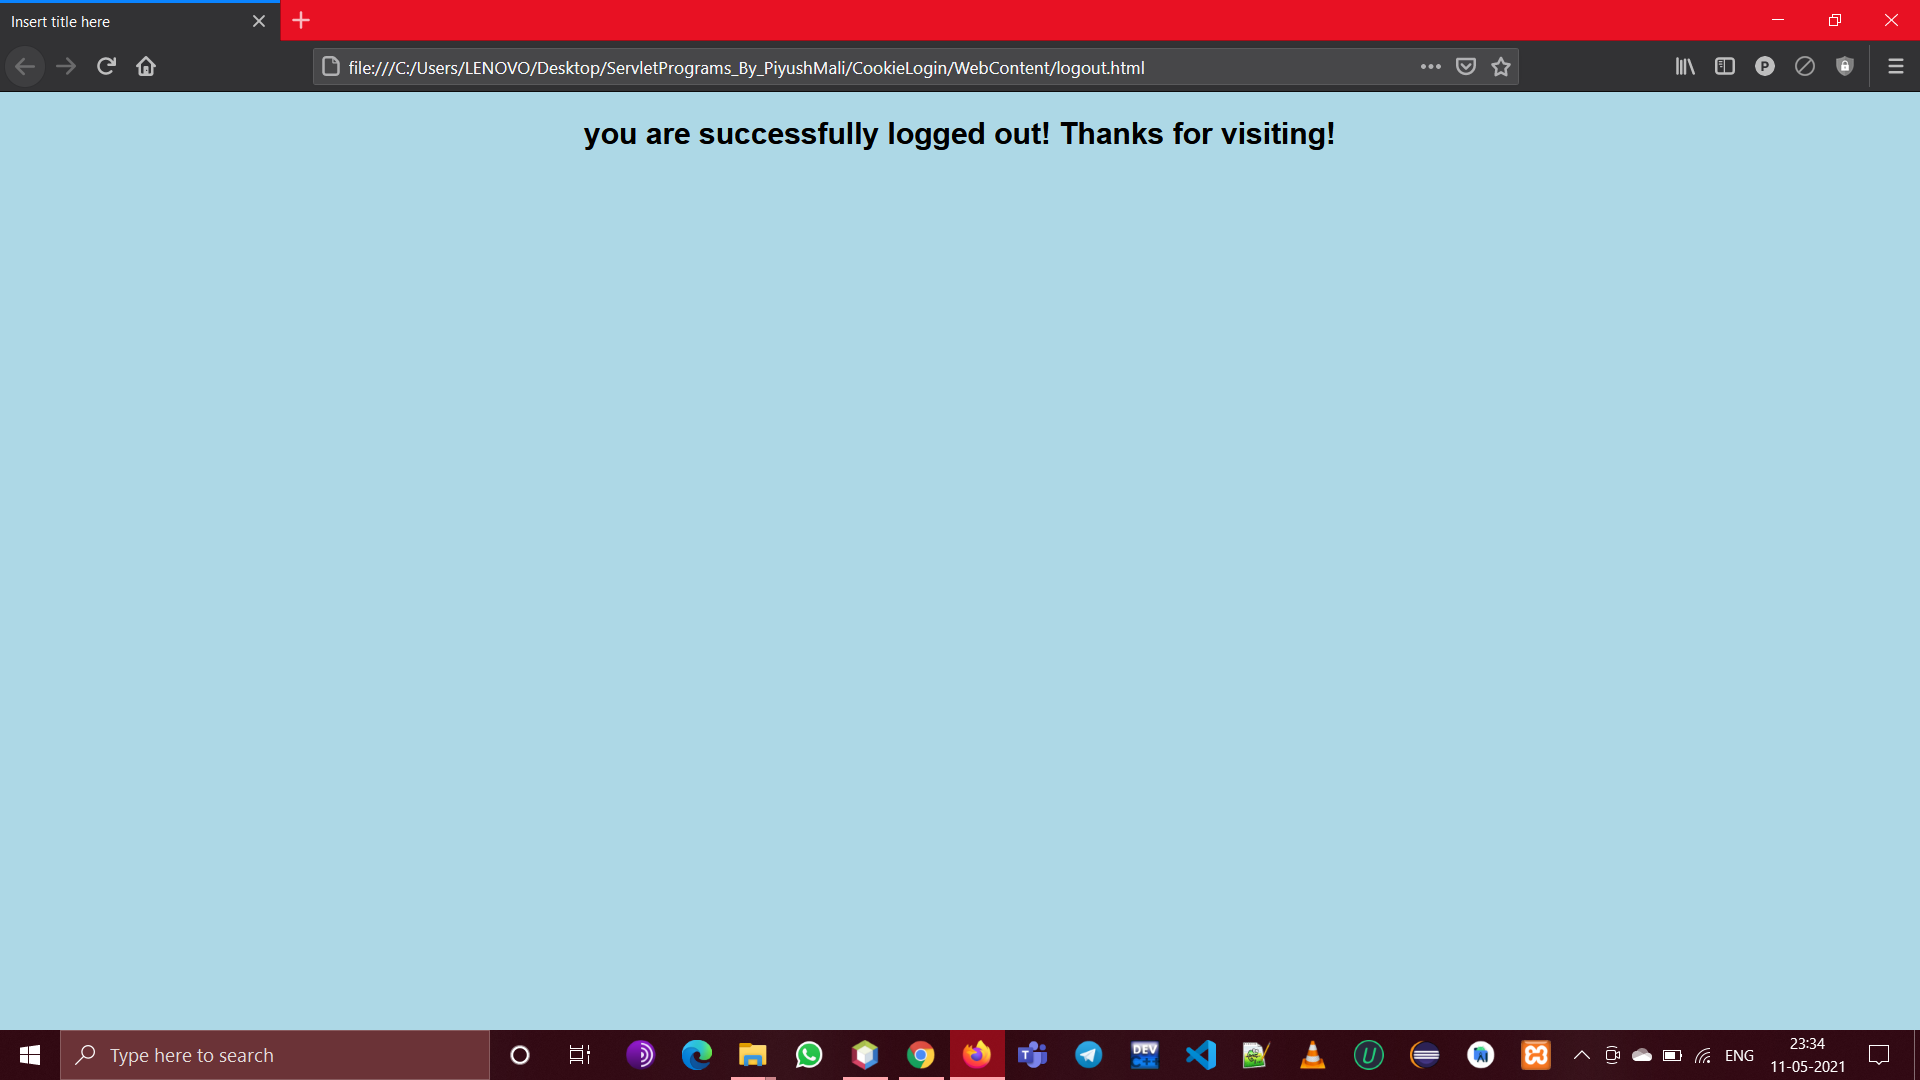 Insert title here
file:///C:/Users/LENOVO/Desktop/ServletPrograms_By_PiyushMali/CookieLogin/WebContent/logout.html
P
you are successfully logged out! Thanks for visiting!
Type here to search
T
DEV
U
ENG
23:34
11-05-2021